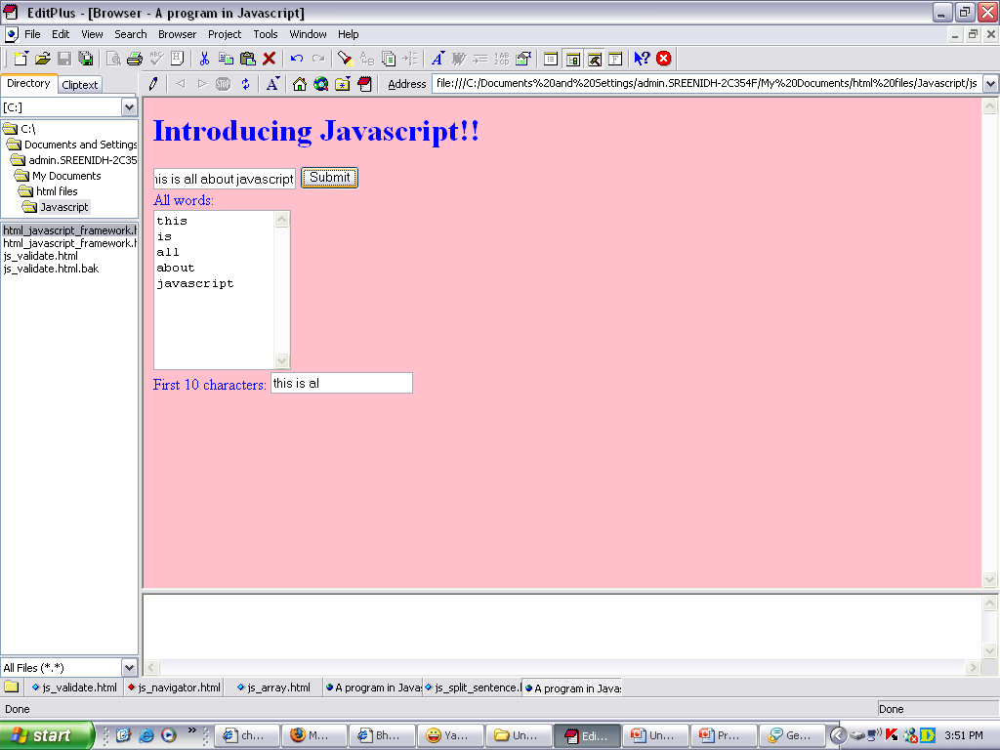 EditPlus - [Browser - A program in Javascript]
File Edit View Search Browser Project Tools Window Help
Directory Cliptext
Address file:///C:/Documents%20and%20Settings/admin.SREENIDH-2C354F/My%20Documents/html%20files/Javascript/js
[C:]
C:\
Documents and Settings
admin.SREENIDH-2C35
My Documents
html files
Javascript
html_javascript_framework.h
html_javascript_framework.h
js_validate.html
js_validate.html.bak
All Files (*.*)
Introducing Javascript!!
his is all about javascript Submit
All words:
this
is
all
about
javascript
First 10 characters: this is al
js_validate.html js_navigator.html js_array.html A program in Javas js_split_sentence.h A program in Javas
Done Done
start » ch... M... Bh... Ya... Un... Edi... Un... Pr... Ge... 3:51 PM